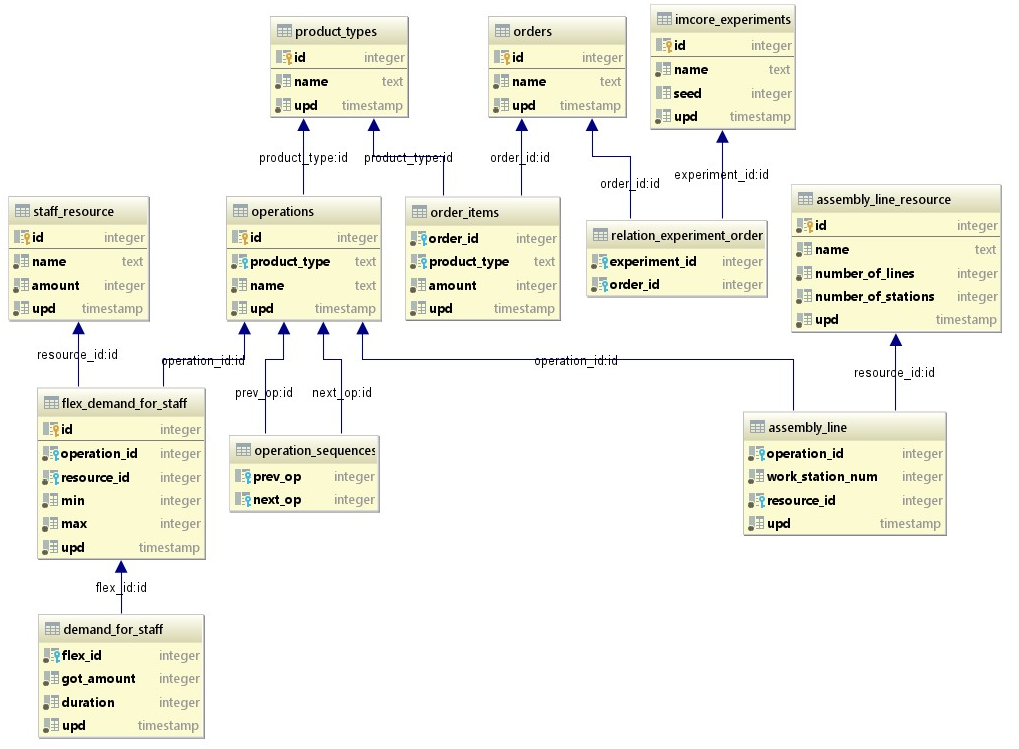 product_types
id integer
name text
upd timestamp
orders
id integer
name text
upd timestamp
imcore_experiments
id integer
name text
seed integer
upd timestamp
product_type:id
product_type:id
order_id:id
order_id:id
experiment_id:id
staff_resource
id integer
name text
amount integer
upd timestamp
operations
id integer
product_type text
name text
upd timestamp
order_items
order_id integer
product_type text
amount integer
upd timestamp
relation_experiment_order
experiment_id integer
order_id integer
assembly_line_resource
id integer
name text
number_of_lines integer
number_of_stations integer
upd timestamp
resource_id:id
operation_id:id
prev_op:id
next_op:id
operation_id:id
resource_id:id
flex_demand_for_staff
id integer
operation_id integer
resource_id integer
min integer
max integer
upd timestamp
operation_sequences
prev_op integer
next_op integer
assembly_line
operation_id integer
work_station_num integer
resource_id integer
upd timestamp
flex_id:id
demand_for_staff
flex_id integer
got_amount integer
duration integer
upd timestamp